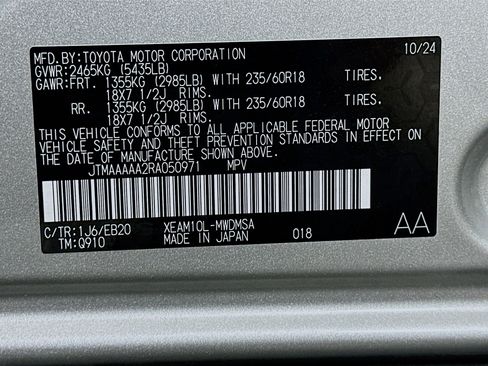 MFD.BY:TOYOTA MOTOR CORPORATION 10/24
GVWR:2465KG (5435LB)
GAWR:FRT. 1355KG (2985LB) WITH 235/60R18 TIRES.
18X7 1/2J RIMS.
RR. 1355KG (2985LB) WITH 235/60R18 TIRES.
18X7 1/2J RIMS.
THIS VEHICLE CONFORMS TO ALL APPLICABLE FEDERAL MOTOR
VEHICLE SAFETY AND THEFT PREVENTION STANDARDS IN EFFECT ON
THE DATE OF MANUFACTURE SHOWN ABOVE.
JTMAAAAA2RA050971 MPV
C/TR:1J6/EB20 XEAM10L-MWDMSA AA
TM:Q910 MADE IN JAPAN 018